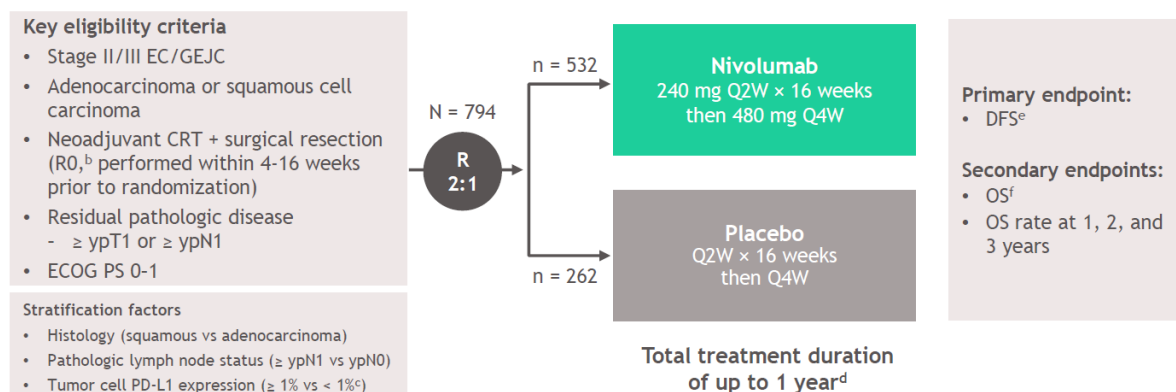 Key eligibility criteria
• Stage II/III EC/GEJC
• Adenocarcinoma or squamous cell
carcinoma
• Neoadjuvant CRT + surgical resection
(R0,ᵇ performed within 4-16 weeks
prior to randomization)
• Residual pathologic disease
- ≥ ypT1 or ≥ ypN1
• ECOG PS 0-1
Stratification factors
• Histology (squamous vs adenocarcinoma)
• Pathologic lymph node status (≥ ypN1 vs ypN0)
• Tumor cell PD-L1 expression (≥ 1% vs < 1%ᶜ)
N = 794
R
2:1
n = 532
n = 262
Nivolumab
240 mg Q2W × 16 weeks
then 480 mg Q4W
Placebo
Q2W × 16 weeks
then Q4W
Total treatment duration
of up to 1 yearᵈ
Primary endpoint:
• DFSᵉ
Secondary endpoints:
• OSᶠ
• OS rate at 1, 2, and
3 years